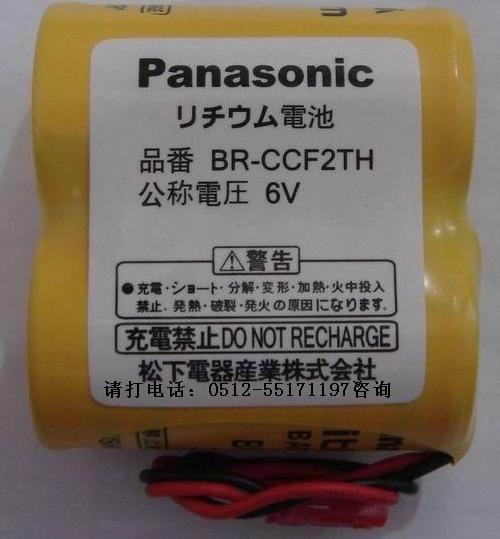 Panasonic
リチウム電池
品番 BR-CCF2TH
公称電圧 6V
⚠警告
●充電・ショート・分解・変形・加熱・火中投入
禁止。発熱・破裂・発火の原因になります。
充電禁止DO NOT RECHARGE
松下電器産業株式会社
请打电话：0512-55171197咨询